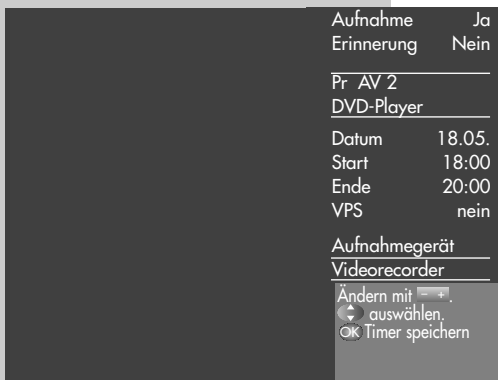 Aufnahme Ja
Erinnerung Nein
Pr AV 2
DVD-Player
Datum 18.05.
Start 18:00
Ende 20:00
VPS nein
Aufnahmegerät
Videorecorder
Ändern mit - +.
auswählen.
OK Timer speichern